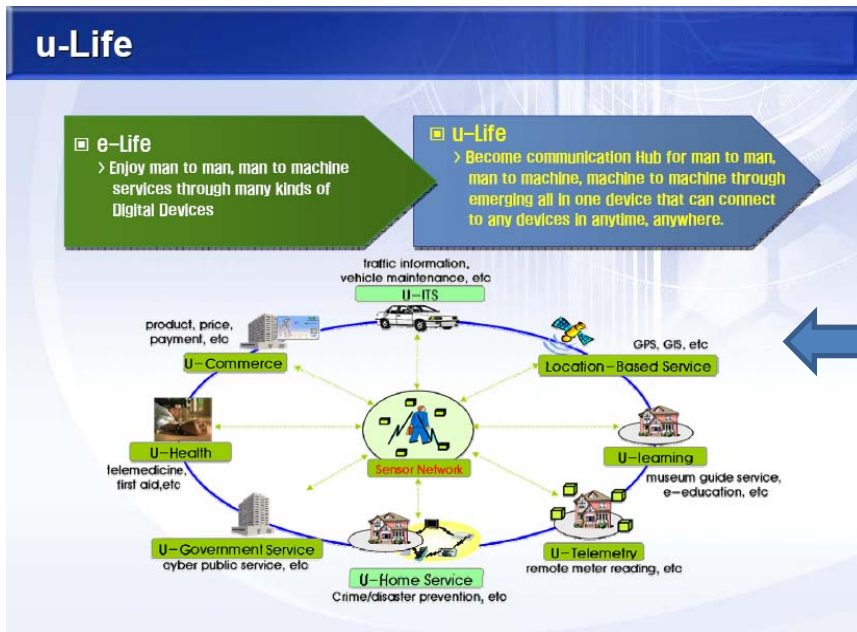 u-Life
e-Life
> Enjoy man to man, man to machine
services through many kinds of
Digital Devices
u-Life
> Become communication Hub for man to man,
man to machine, machine to machine through
emerging all in one device that can connect
to any devices in anytime, anywhere.
traffic information,
vehicle maintenance, etc
U-ITS
product, price,
payment, etc
U-Commerce
GPS, GIS, etc
Location-Based Service
U-Health
telemedicine,
first aid,etc
Sensor Network
U-learning
museum guide service,
e-education, etc
U-Government Service
cyber public service, etc
U-Home Service
Crime/disaster prevention, etc
U-Telemetry
remote meter reading, etc